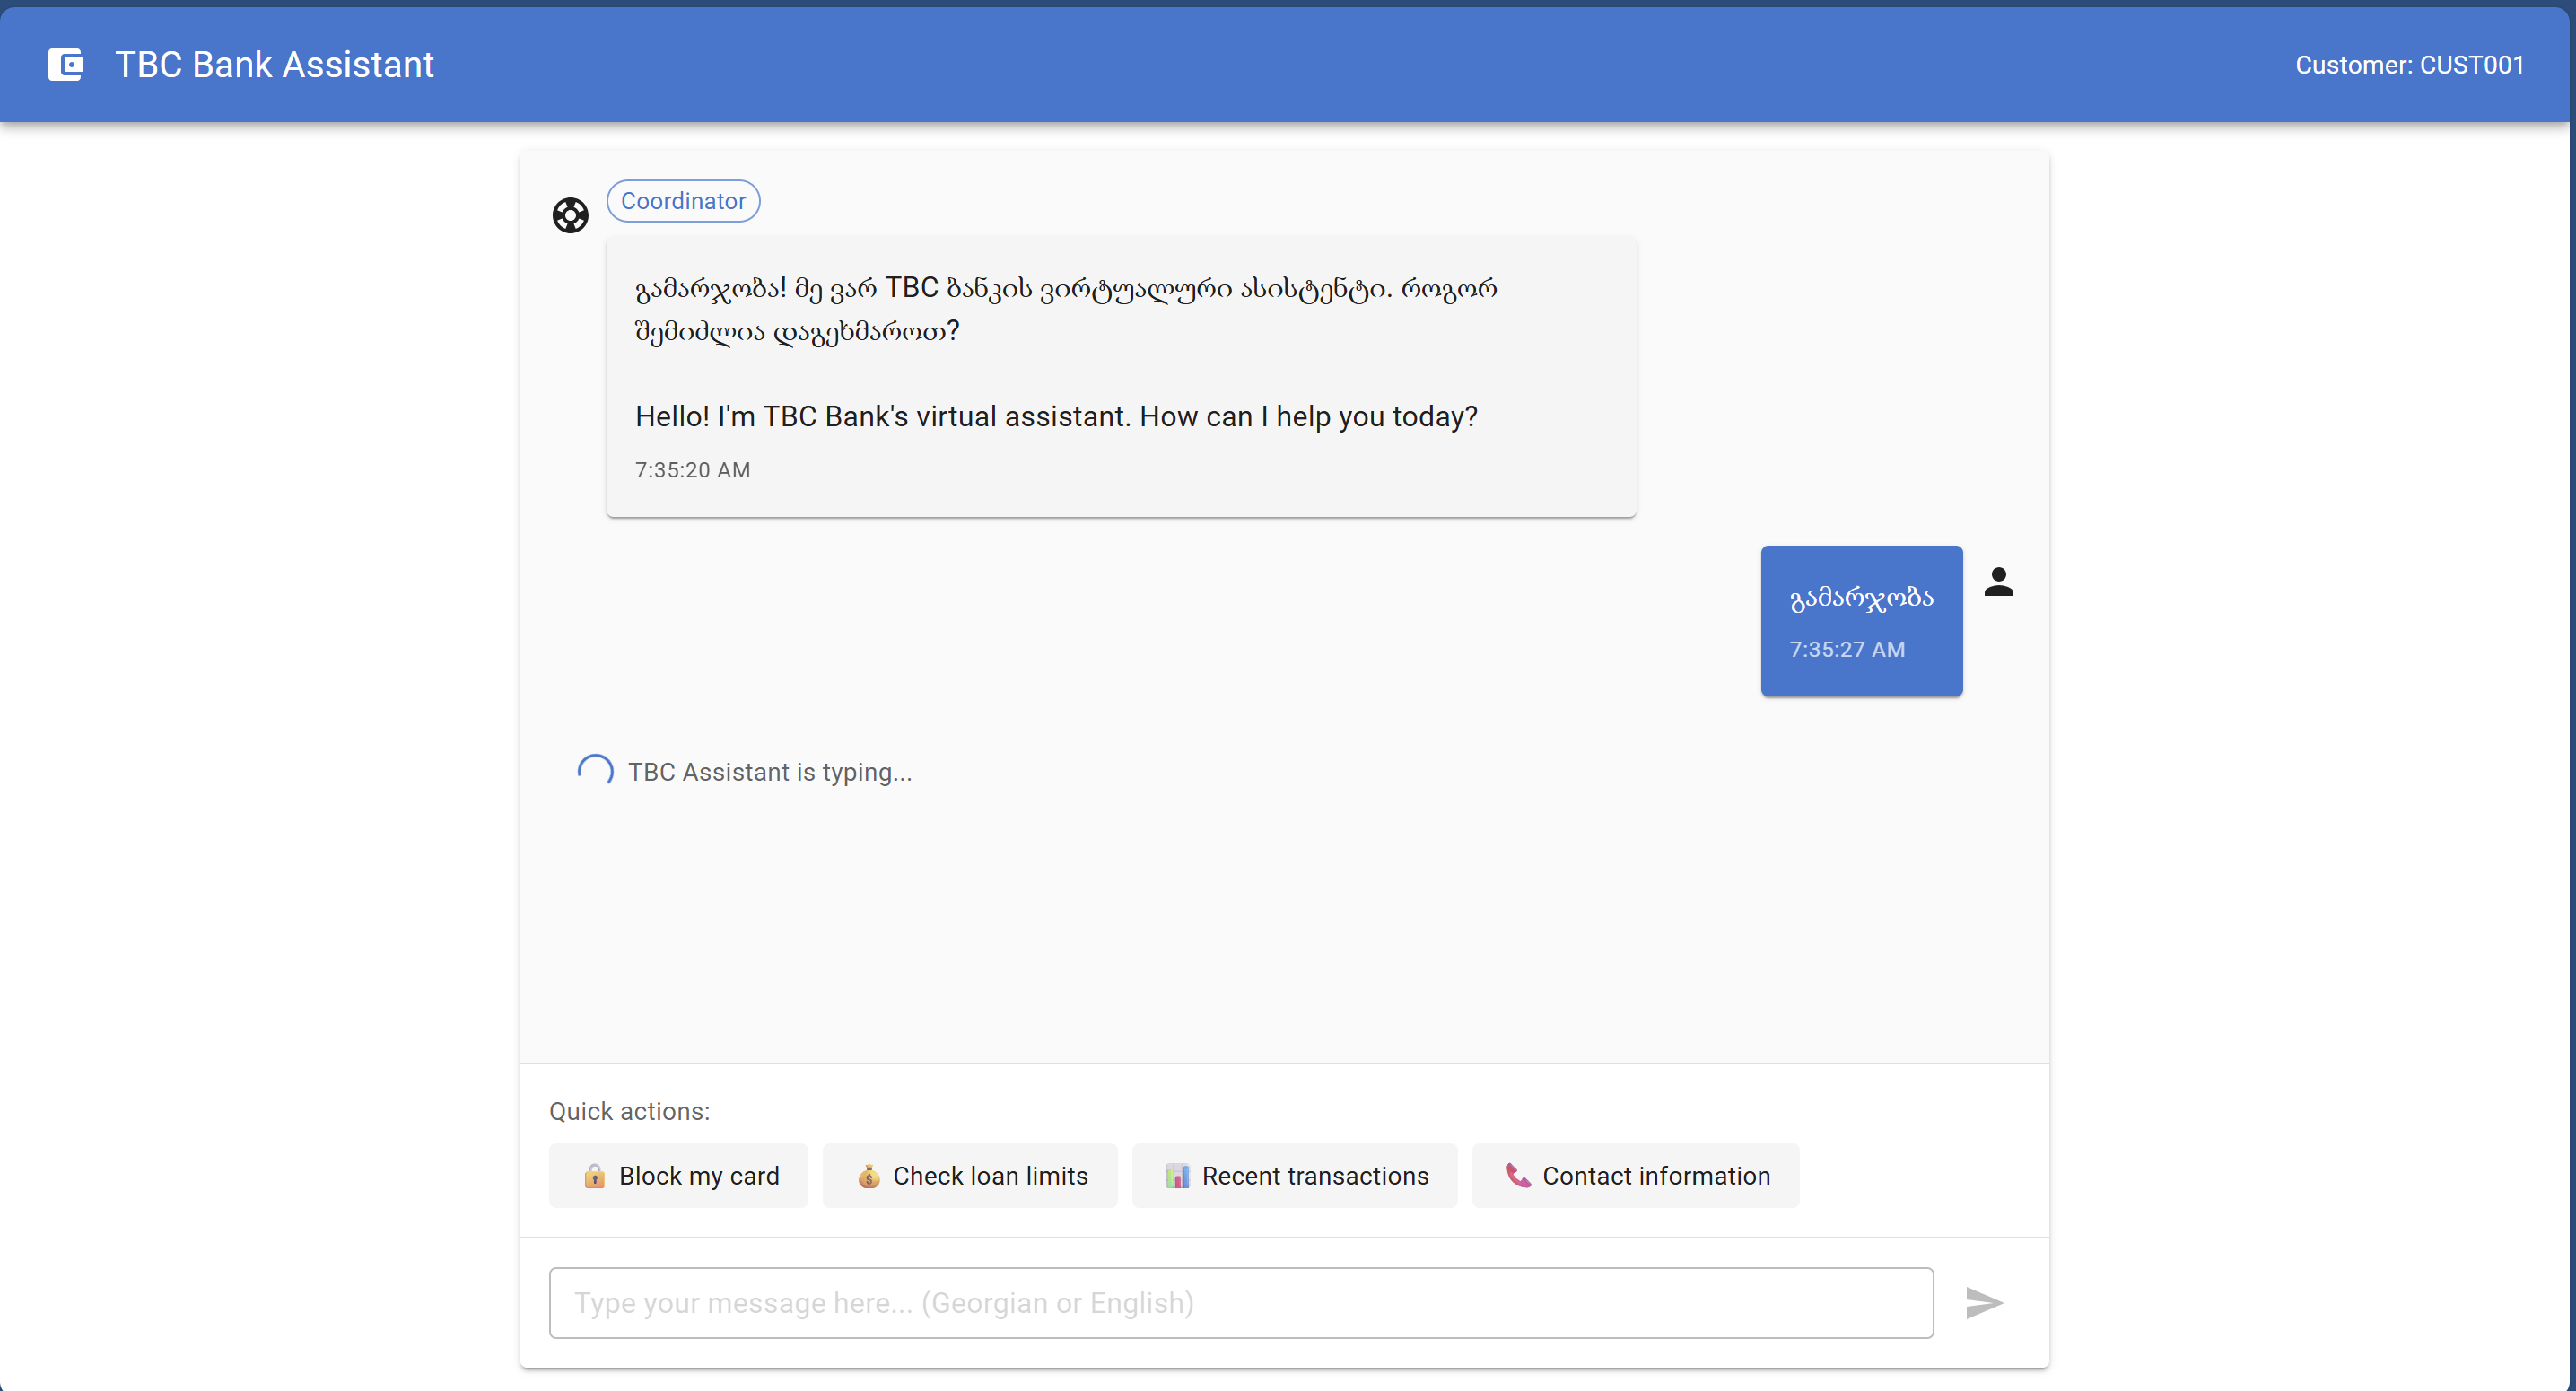 TBC Bank Assistant
Customer: CUST001
Coordinator
გამარჯობა! მე ვარ TBC ბანკის ვირტუალური ასისტენტი. როგორ
შემიძლია დაგეხმაროთ?
Hello! I'm TBC Bank's virtual assistant. How can I help you today?
7:35:20 AM
გამარჯობა
7:35:27 AM
TBC Assistant is typing...
Quick actions:
Block my card
Check loan limits
Recent transactions
Contact information
Type your message here... (Georgian or English)